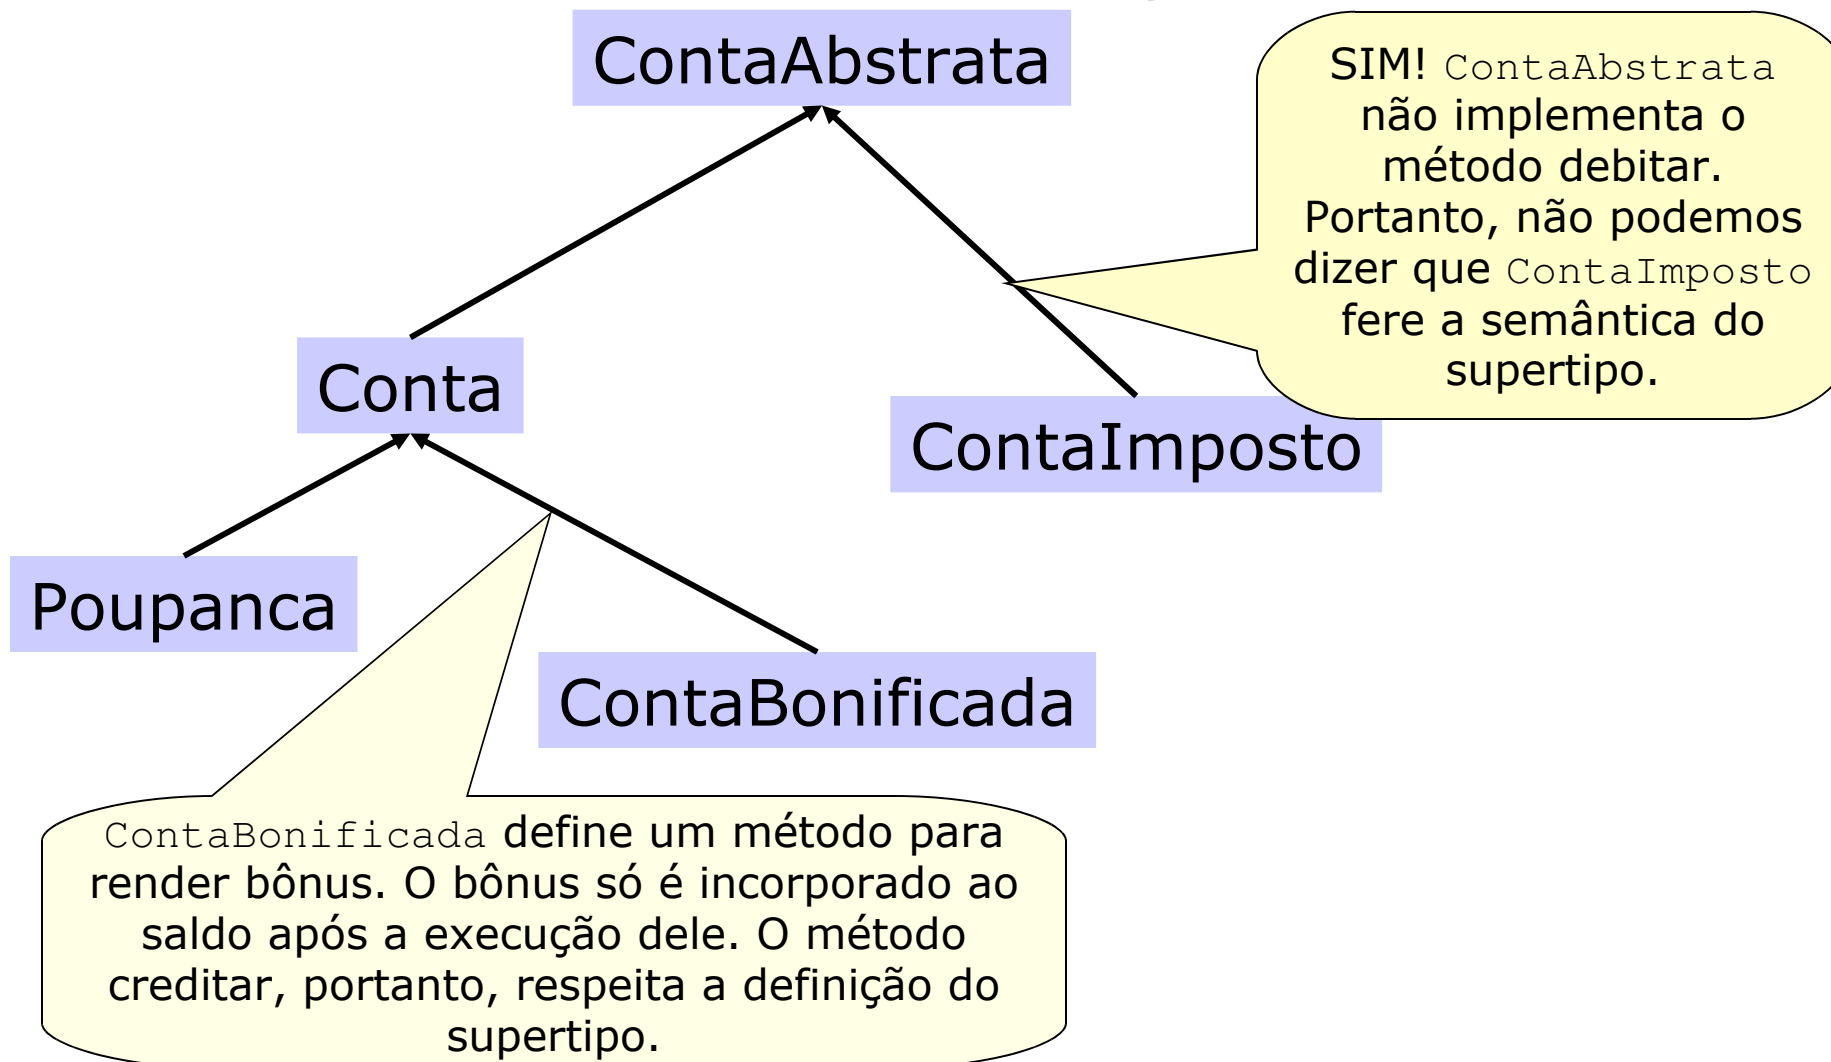 ContaAbstrata
SIM! ContaAbstrata
não implementa o
método debitar.
Portanto, não podemos
dizer que ContaImposto
fere a semântica do
supertipo.
Conta
ContaImposto
Poupanca
ContaBonificada
ContaBonificada define um método para
render bônus. O bônus só é incorporado ao
saldo após a execução dele. O método
creditar, portanto, respeita a definição do
supertipo.